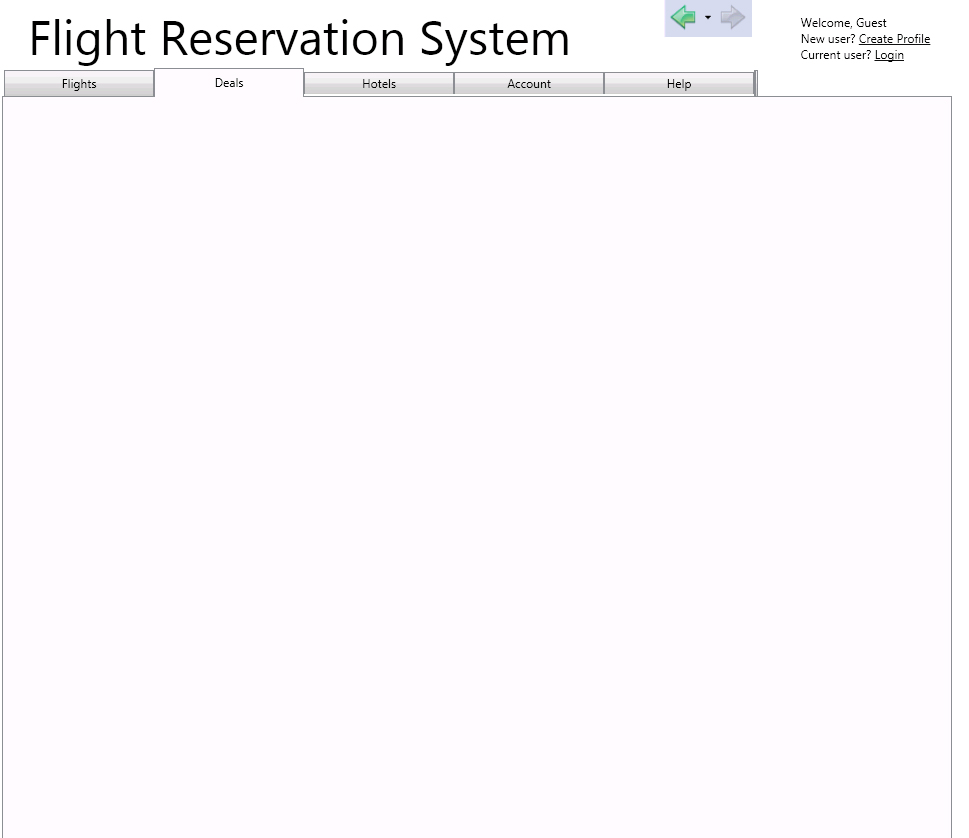 Flight Reservation System
Welcome, Guest
New user? Create Profile
Current user? Login
Flights
Deals
Hotels
Account
Help